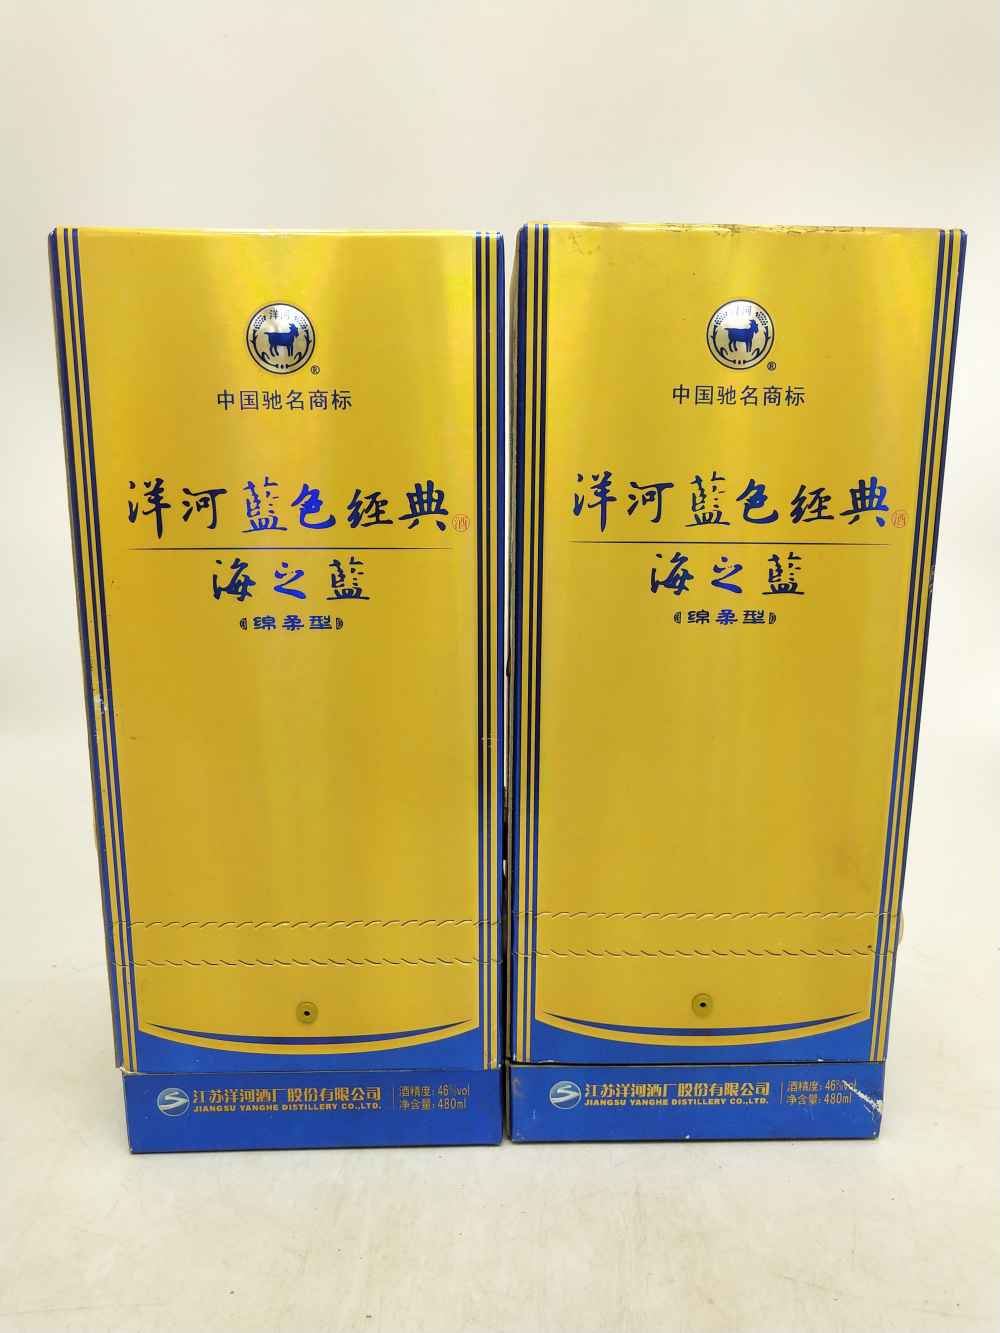 洋河
®
中国驰名商标
洋河藍色經典 酒
海之藍
绵柔型
江苏洋河酒厂股份有限公司
JIANGSU YANGHE DISTILLERY CO.,LTD.
酒精度: 46%vol
净含量: 480ml
洋河
®
中国驰名商标
洋河藍色經典 酒
海之藍
绵柔型
江苏洋河酒厂股份有限公司
JIANGSU YANGHE DISTILLERY CO.,LTD.
酒精度: 46%vol
净含量: 480ml